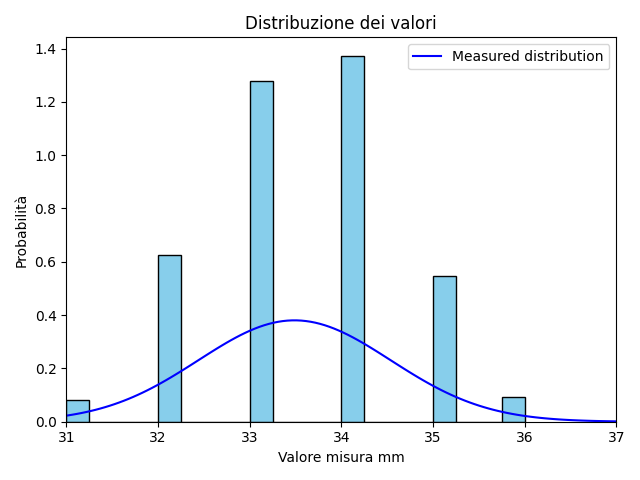 Distribuzione dei valori
Measured distribution
Probabilità
1.4
1.2
1.0
0.8
0.6
0.4
0.2
0.0
31 32 33 34 35 36 37
Valore misura mm